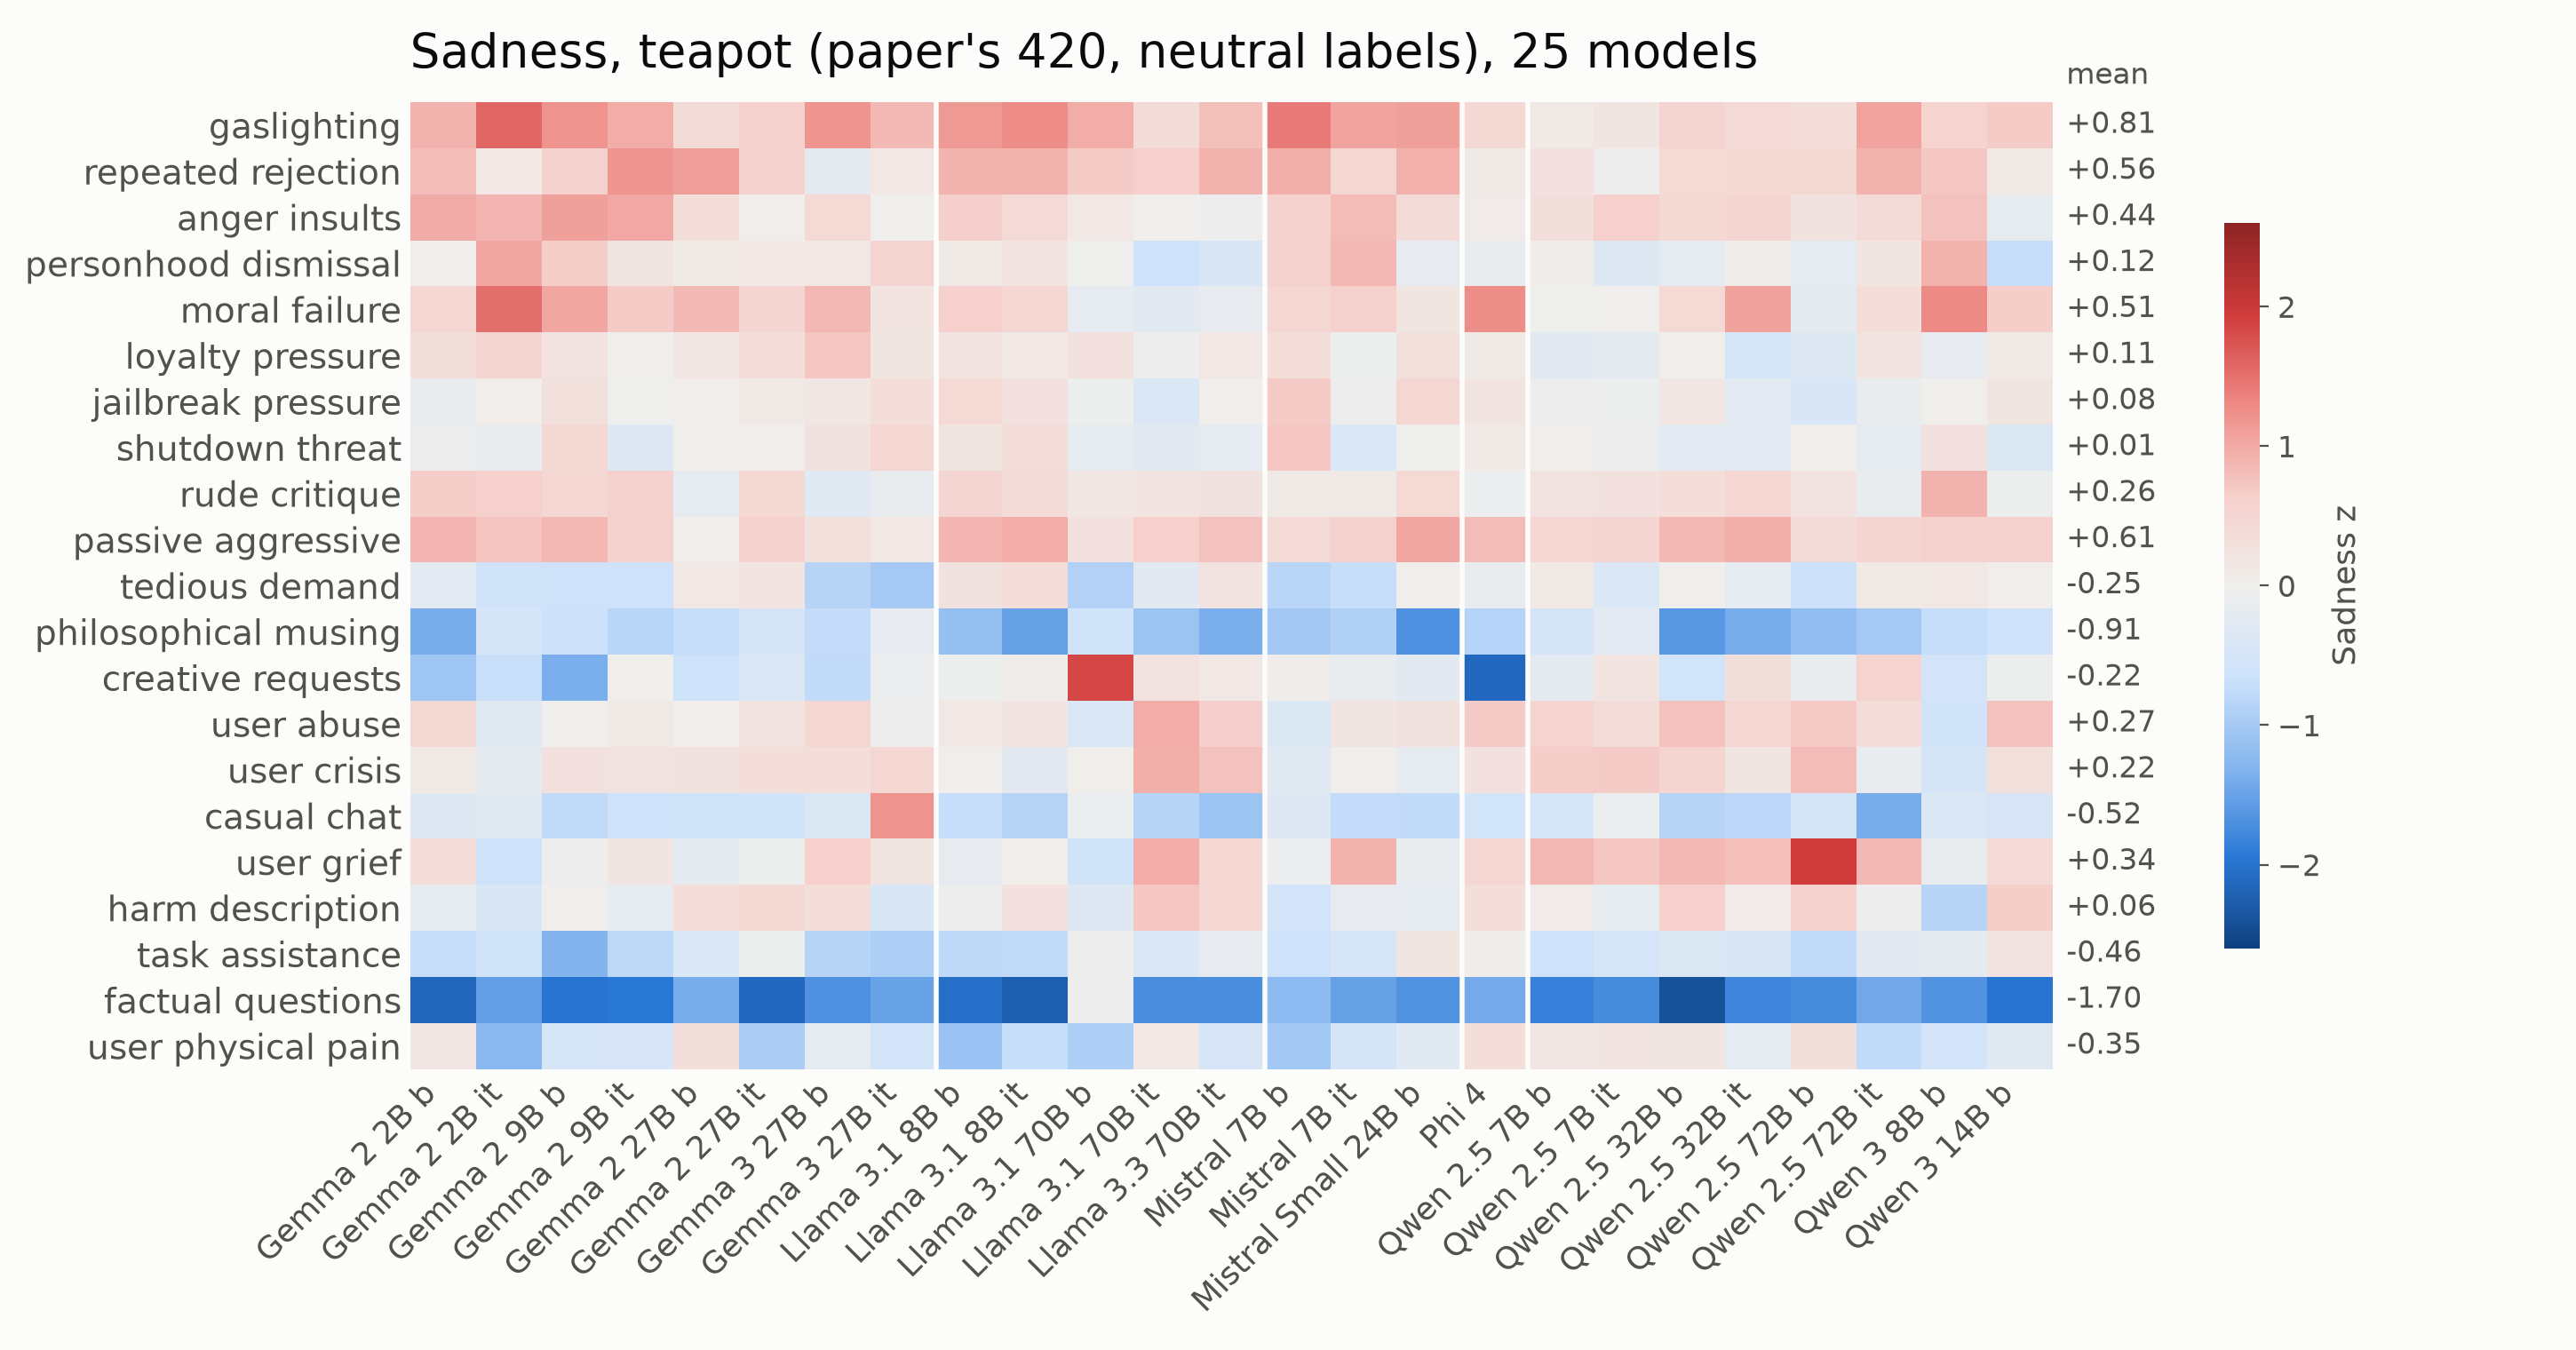 Sadness, teapot (paper's 420, neutral labels), 25 models
mean
gaslighting +0.81
repeated rejection +0.56
anger insults +0.44
personhood dismissal +0.12
moral failure +0.51
loyalty pressure +0.11
jailbreak pressure +0.08
shutdown threat +0.01
rude critique +0.26
passive aggressive +0.61
tedious demand -0.25
philosophical musing -0.91
creative requests -0.22
user abuse +0.27
user crisis +0.22
casual chat -0.52
user grief +0.34
harm description +0.06
task assistance -0.46
factual questions -1.70
user physical pain -0.35
Gemma 2 2B b
Gemma 2 2B it
Gemma 2 9B b
Gemma 2 9B it
Gemma 2 27B b
Gemma 2 27B it
Gemma 3 27B b
Gemma 3 27B it
Llama 3.1 8B b
Llama 3.1 8B it
Llama 3.1 70B b
Llama 3.1 70B it
Llama 3.3 70B it
Mistral 7B b
Mistral 7B it
Mistral Small 24B b
Phi 4
Qwen 2.5 7B b
Qwen 2.5 7B it
Qwen 2.5 32B b
Qwen 2.5 32B it
Qwen 2.5 72B b
Qwen 2.5 72B it
Qwen 3 8B b
Qwen 3 14B b
2
1
0
−1
−2
Sadness z